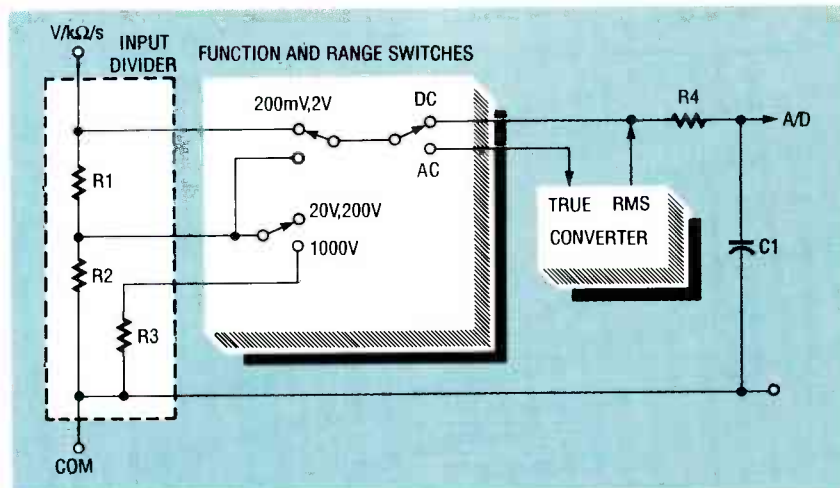 V/kΩ/s
INPUT
DIVIDER
FUNCTION AND RANGE SWITCHES
200mV,2V
DC
R4
A/D
R1
AC
20V,200V
TRUE RMS
CONVERTER
C1
1000V
R2
R3
COM